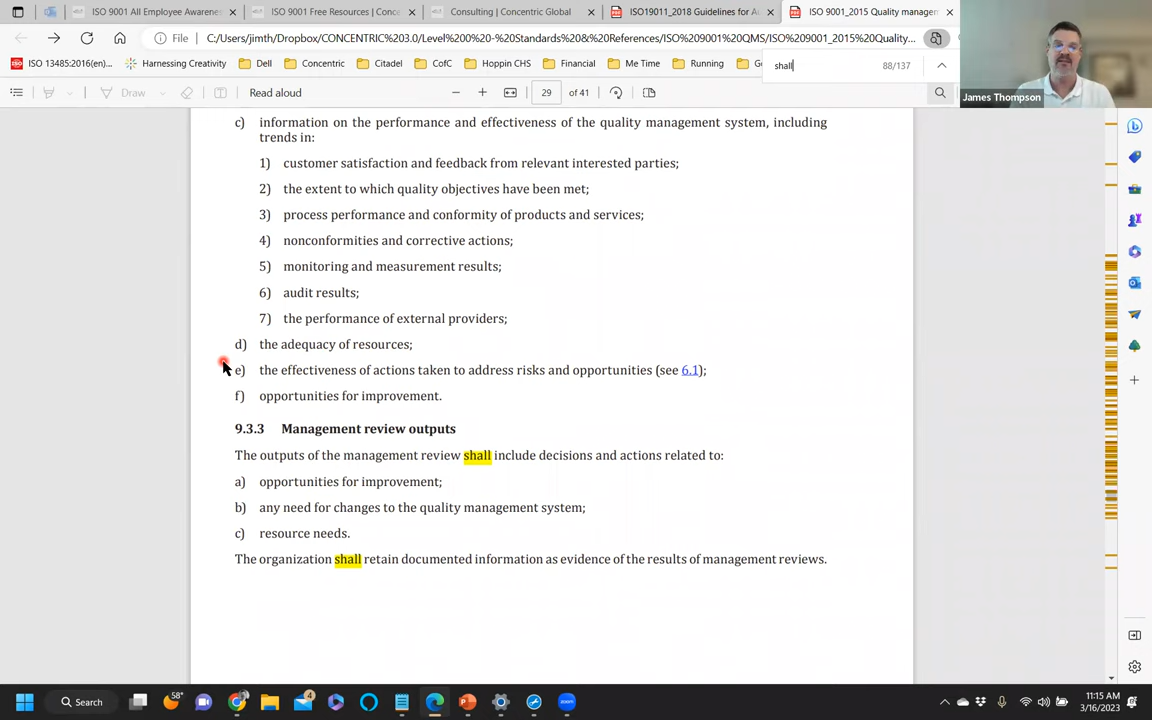 ISO 9001 All Employee Awarenes
ISO 9001 Free Resources | Conce
Consulting | Concentric Global
ISO19011_2018 Guidelines for Au
ISO 9001_2015 Quality managem
File
C:/Users/jimth/Dropbox/CONCENTRIC%203.0/Level%200%20-%20Standards%20&%20References/ISO%209001%20QMS/ISO%209001_2015%20Quality...
ISO 13485:2016(en)...
Harnessing Creativity
Dell
Concentric
Citadel
CofC
Hoppin CHS
Financial
Me Time
Running
shall
88/137
Draw
Read aloud
29
of 41
James Thompson
c) information on the performance and effectiveness of the quality management system, including
trends in:
1) customer satisfaction and feedback from relevant interested parties;
2) the extent to which quality objectives have been met;
3) process performance and conformity of products and services;
4) nonconformities and corrective actions;
5) monitoring and measurement results;
6) audit results;
7) the performance of external providers;
d) the adequacy of resources;
e) the effectiveness of actions taken to address risks and opportunities (see 6.1);
f) opportunities for improvement.
9.3.3 Management review outputs
The outputs of the management review shall include decisions and actions related to:
a) opportunities for improvement;
b) any need for changes to the quality management system;
c) resource needs.
The organization shall retain documented information as evidence of the results of management reviews.
Search
58°
4
zoom
11:15 AM
3/16/2023